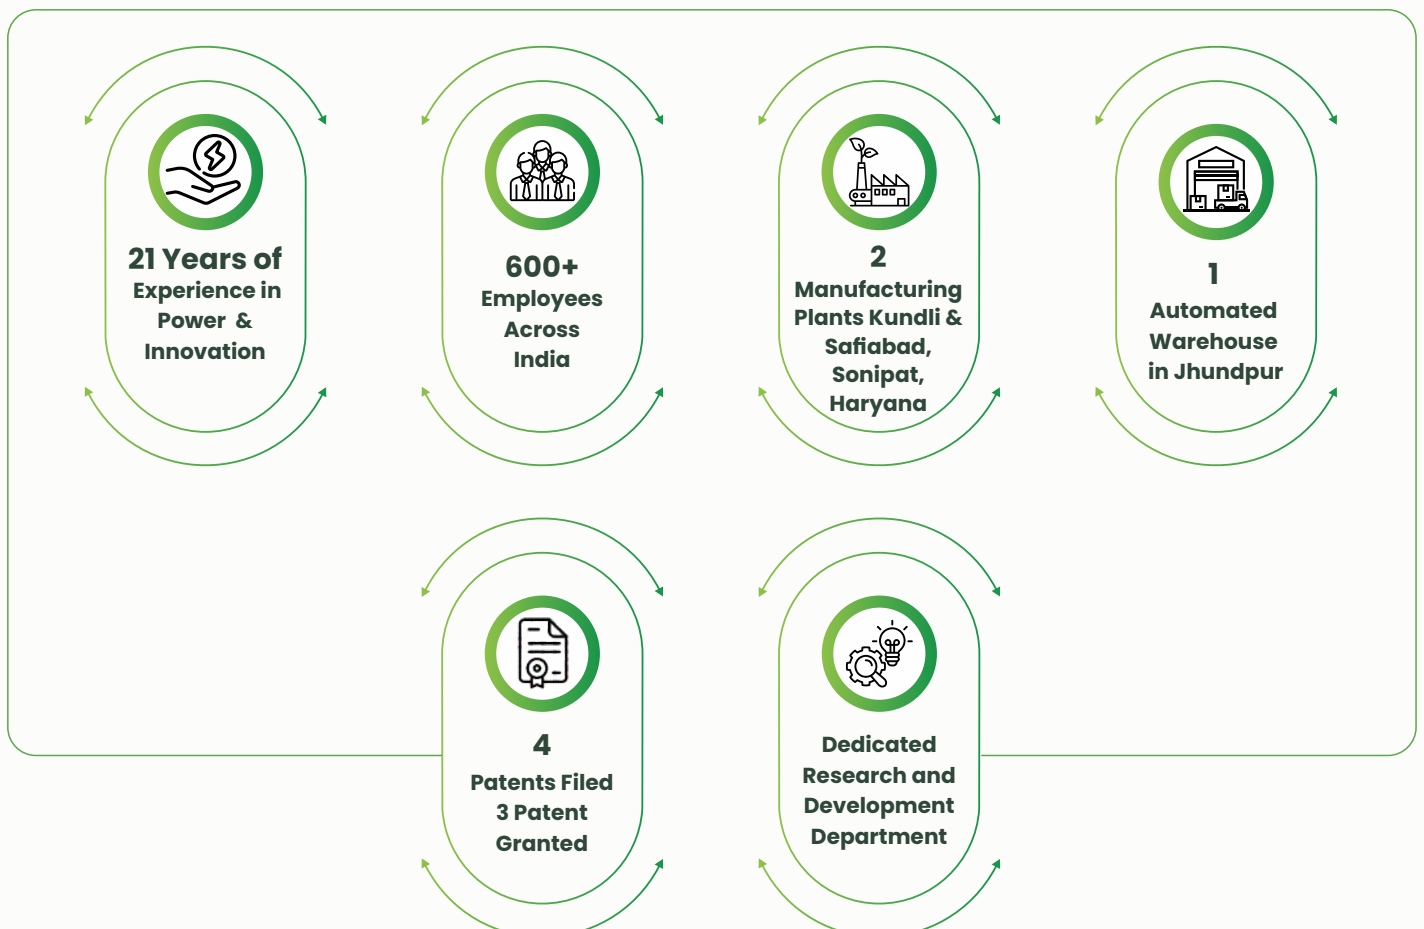 21 Years of
Experience in
Power &
Innovation
600+
Employees
Across
India
2
Manufacturing
Plants Kundli &
Safiabad,
Sonipat,
Haryana
1
Automated
Warehouse
in Jhundpur
4
Patents Filed
3 Patent
Granted
Dedicated
Research and
Development
Department